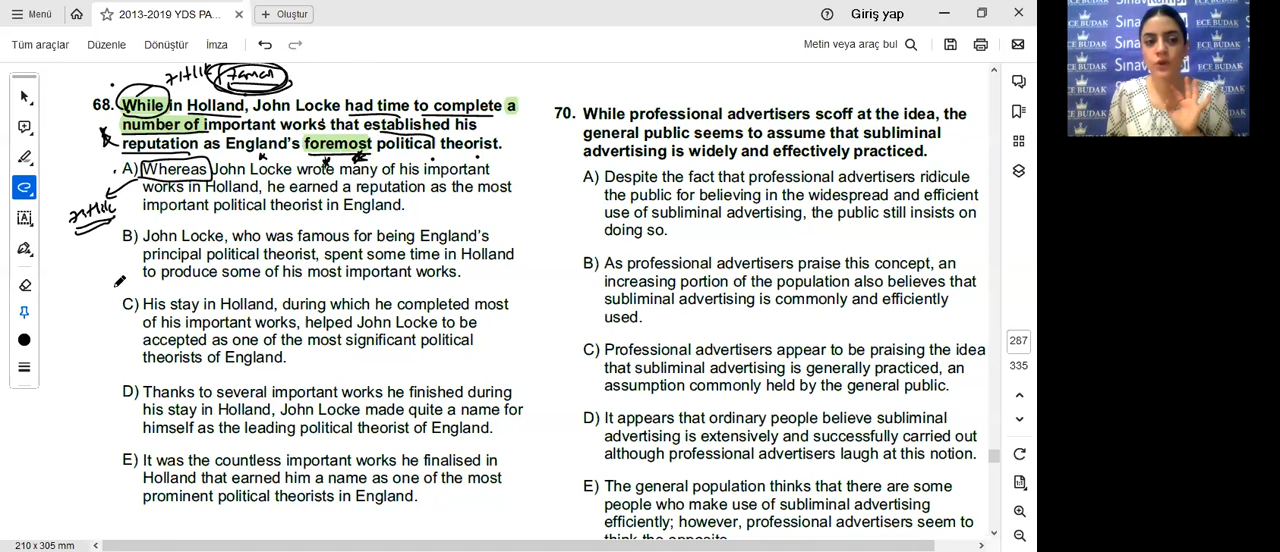 Menü
2013-2019 YDS PA...
Oluştur
Giriş yap
Tüm araçlar
Düzenle
Dönüştür
İmza
Metin veya araç bul
zıtlık zaman
68. While in Holland, John Locke had time to complete a
number of important works that established his
reputation as England's foremost political theorist.
A) Whereas John Locke wrote many of his important
works in Holland, he earned a reputation as the most
important political theorist in England.
zıtlık
B) John Locke, who was famous for being England's
principal political theorist, spent some time in Holland
to produce some of his most important works.
C) His stay in Holland, during which he completed most
of his important works, helped John Locke to be
accepted as one of the most significant political
theorists of England.
D) Thanks to several important works he finished during
his stay in Holland, John Locke made quite a name for
himself as the leading political theorist of England.
E) It was the countless important works he finalised in
Holland that earned him a name as one of the most
prominent political theorists in England.
70. While professional advertisers scoff at the idea, the
general public seems to assume that subliminal
advertising is widely and effectively practiced.
A) Despite the fact that professional advertisers ridicule
the public for believing in the widespread and efficient
use of subliminal advertising, the public still insists on
doing so.
B) As professional advertisers praise this concept, an
increasing portion of the population also believes that
subliminal advertising is commonly and efficiently
used.
C) Professional advertisers appear to be praising the idea
that subliminal advertising is generally practiced, an
assumption commonly held by the general public.
D) It appears that ordinary people believe subliminal
advertising is extensively and successfully carried out
although professional advertisers laugh at this notion.
E) The general population thinks that there are some
people who make use of subliminal advertising
efficiently; however, professional advertisers seem to
think the opposite.
287
335
210 x 305 mm
ECE BUDAK
Sınav
ECE BUDAK
ECE BUDAK
ECE BUDAK